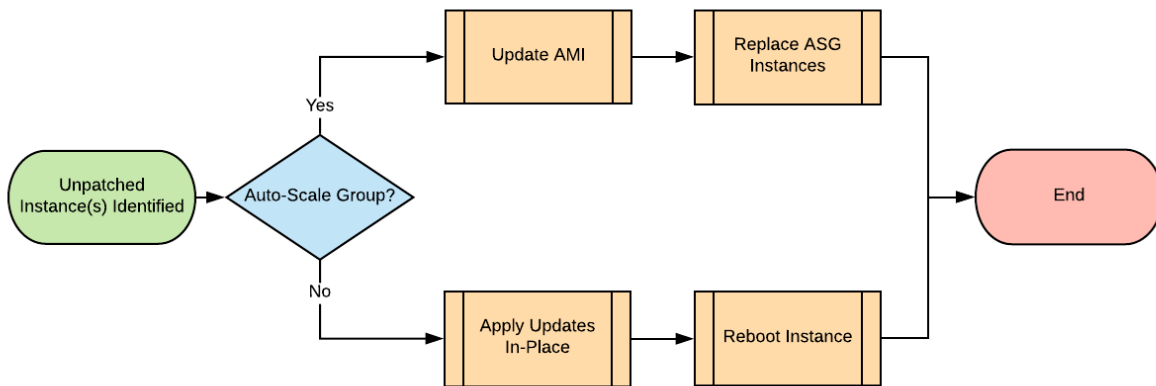 Update AMI
Replace ASG
Instances
Yes
Unpatched
Instance(s) Identified
Auto-Scale Group?
End
No
Apply Updates
In-Place
Reboot Instance